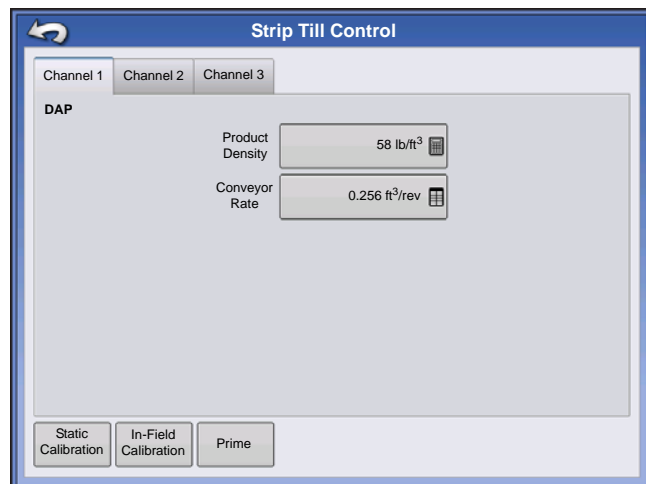 Strip Till Control
Channel 1 Channel 2 Channel 3
DAP
Product
Density
58 lb/ft³
Conveyor
Rate
0.256 ft³/rev
Static
Calibration
In-Field
Calibration
Prime